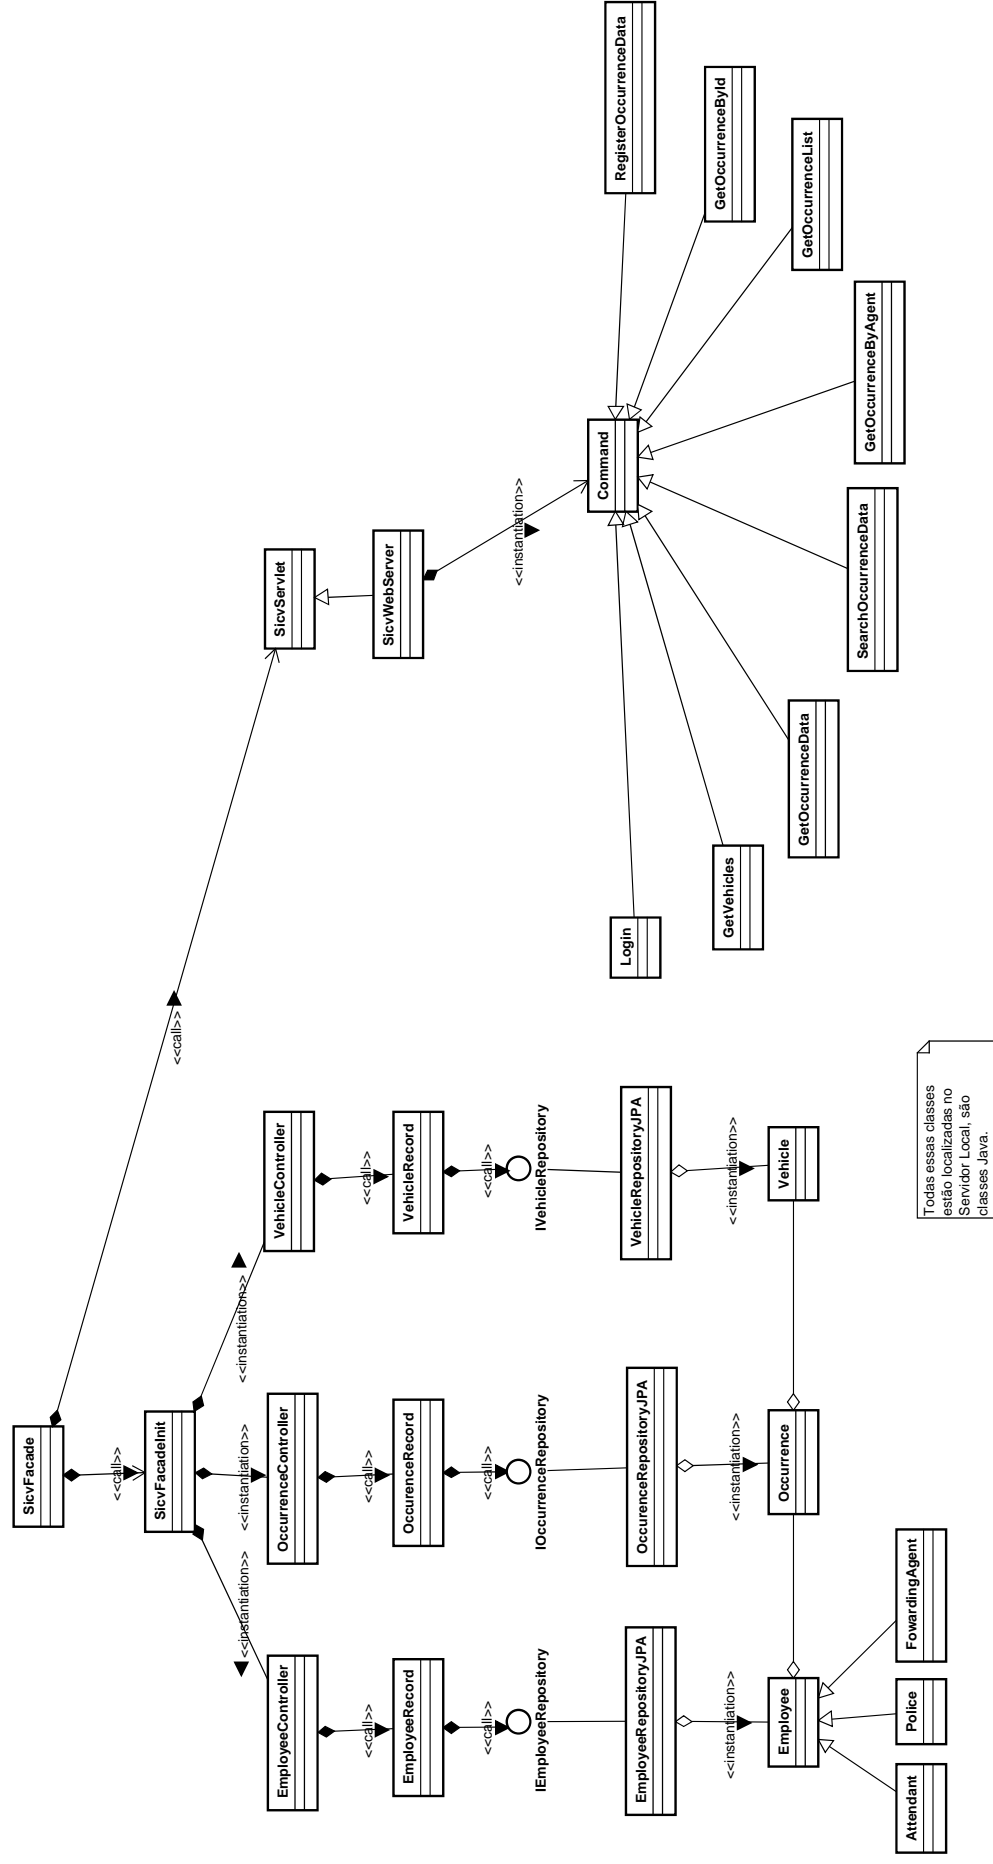 SicvFacade
<<call>>
<<call>>
SicvFacadeInit
<<instantiation>>
<<instantiation>>
<<instantiation>>
EmployeeController
OccurrenceController
VehicleController
SicvServlet
<<call>>
<<call>>
<<call>>
SicvWebServer
EmployeeRecord
OccurenceRecord
VehicleRecord
<<call>>
<<call>>
<<call>>
<<instantiation>>
IEmployeeRepository
IOccurrenceRepository
IVehicleRepository
Command
EmployeeRepositoryJPA
OccurenceRepositoryJPA
VehicleRepositoryJPA
Login
RegisterOccurrenceData
<<instantiation>>
<<instantiation>>
<<instantiation>>
GetVehicles
GetOccurrenceById
Employee
Occurrence
Vehicle
GetOccurrenceData
GetOccurrenceList
SearchOccurrenceData
GetOccurrenceByAgent
Attendant
Police
FowardingAgent
Todas essas classes
estão localizadas no
Servidor Local, são
classes Java.